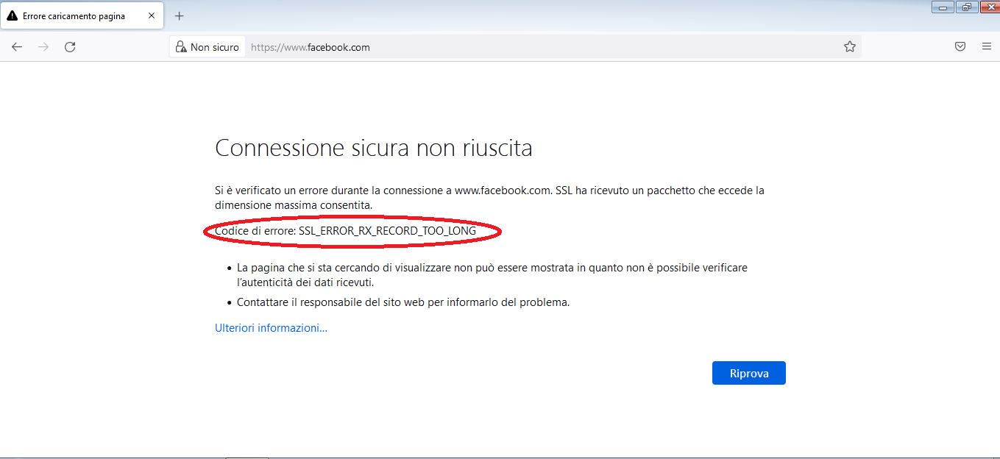 Errore caricamento pagina
Non sicuro https://www.facebook.com
Connessione sicura non riuscita
Si è verificato un errore durante la connessione a www.facebook.com. SSL ha ricevuto un pacchetto che eccede la
dimensione massima consentita.
Codice di errore: SSL_ERROR_RX_RECORD_TOO_LONG
La pagina che si sta cercando di visualizzare non può essere mostrata in quanto non è possibile verificare
l'autenticità dei dati ricevuti.
Contattare il responsabile del sito web per informarlo del problema.
Ulteriori informazioni...
Riprova